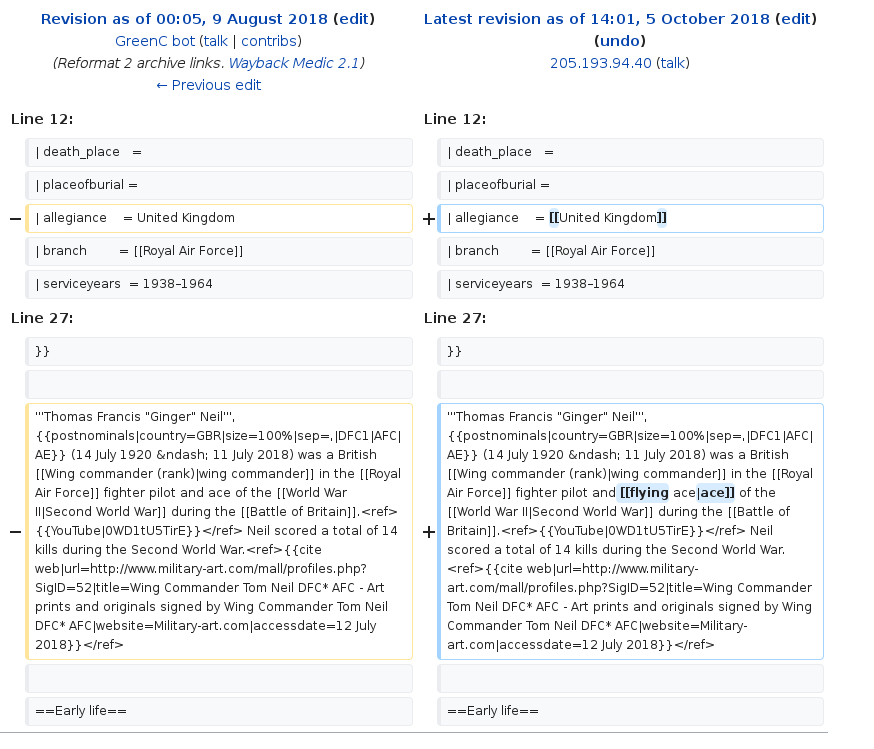 Revision as of 00:05, 9 August 2018 (edit)
GreenC bot (talk | contribs)
(Reformat 2 archive links. Wayback Medic 2.1)
← Previous edit
Latest revision as of 14:01, 5 October 2018 (edit)
(undo)
205.193.94.40 (talk)
Line 12:
Line 12:
| death_place   =
| death_place   =
| placeofburial =
| placeofburial =
− | allegiance    = United Kingdom
+ | allegiance    = [[United Kingdom]]
| branch        = [[Royal Air Force]]
| branch        = [[Royal Air Force]]
| serviceyears  = 1938–1964
| serviceyears  = 1938–1964
Line 27:
Line 27:
}}
}}
−
'''Thomas Francis "Ginger" Neil''',
{{postnominals|country=GBR|size=100%|sep=,|DFC1|AFC|
AE}} (14 July 1920 &ndash; 11 July 2018) was a British
[[Wing commander (rank)|wing commander]] in the [[Royal
Air Force]] fighter pilot and ace of the [[World War
II|Second World War]] during the [[Battle of Britain]].<ref>
{{YouTube|0WD1tU5TirE}}</ref> Neil scored a total of 14
kills during the Second World War.<ref>{{cite
web|url=http://www.military-art.com/mall/profiles.php?
SigID=52|title=Wing Commander Tom Neil DFC* AFC - Art
prints and originals signed by Wing Commander Tom Neil
DFC* AFC|website=Military-art.com|accessdate=12 July
2018}}</ref>
+
'''Thomas Francis "Ginger" Neil''',
{{postnominals|country=GBR|size=100%|sep=,|DFC1|AFC|
AE}} (14 July 1920 &ndash; 11 July 2018) was a British
[[Wing commander (rank)|wing commander]] in the [[Royal
Air Force]] fighter pilot and [[flying ace|ace]] of the
[[World War II|Second World War]] during the [[Battle of
Britain]].<ref>{{YouTube|0WD1tU5TirE}}</ref> Neil
scored a total of 14 kills during the Second World War.
<ref>{{cite web|url=http://www.military-
art.com/mall/profiles.php?SigID=52|title=Wing Commander
Tom Neil DFC* AFC - Art prints and originals signed by Wing
Commander Tom Neil DFC* AFC|website=Military-
art.com|accessdate=12 July 2018}}</ref>
==Early life==
==Early life==